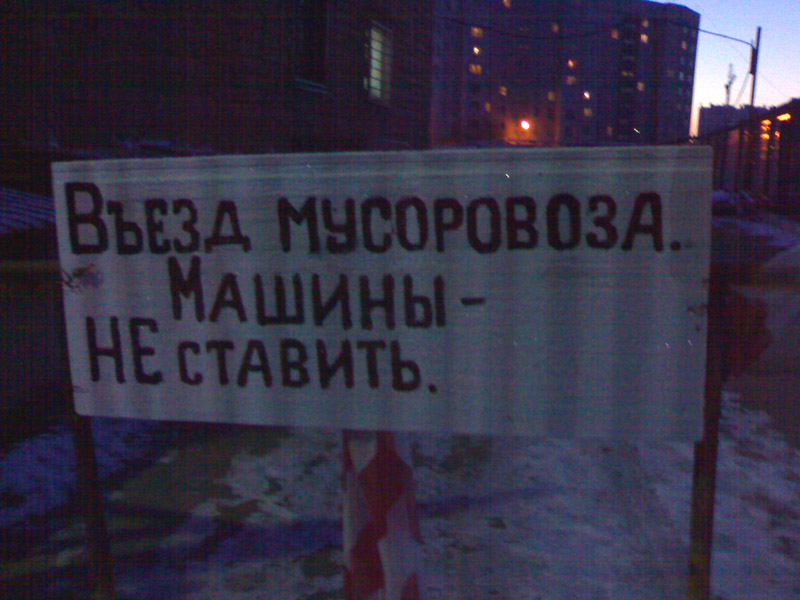 Въезд мусоровоза.
Машины -
не ставить.